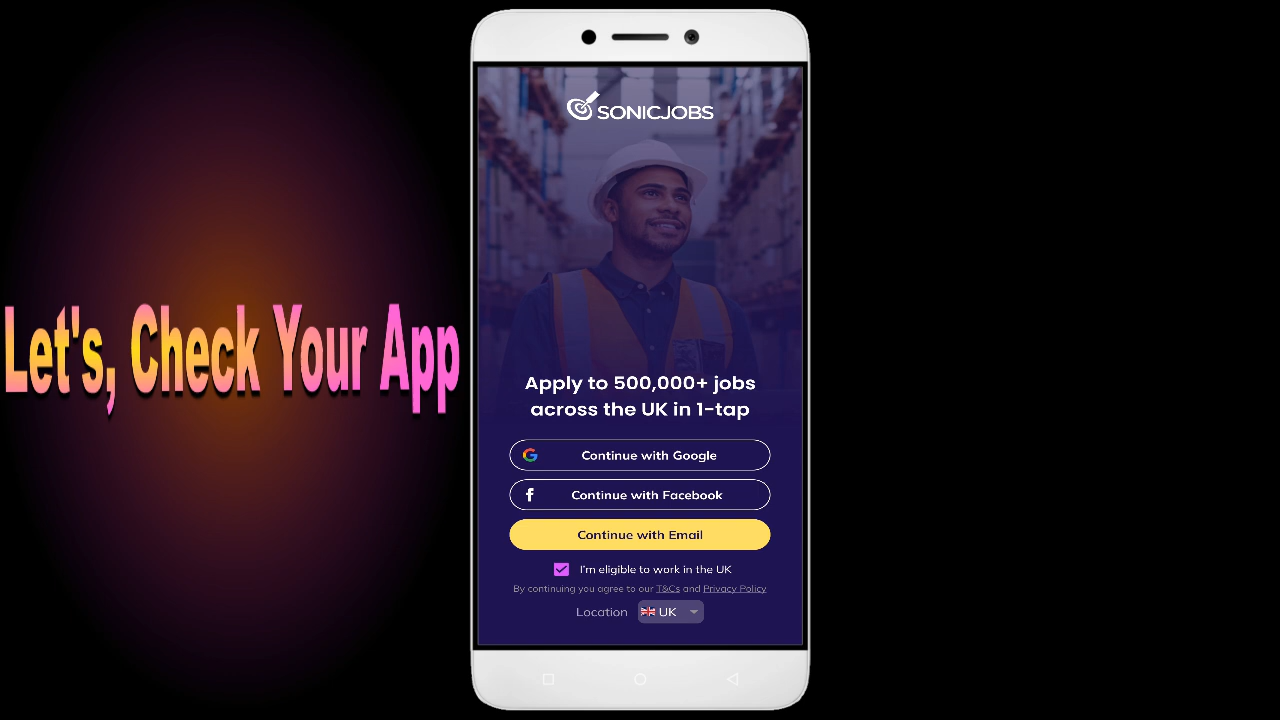 SONICJOBS
Let's, Check Your App
Apply to 500,000+ jobs
across the UK in 1-tap
Continue with Google
Continue with Facebook
Continue with Email
I'm eligible to work in the UK
By continuing you agree to our T&Cs and Privacy Policy
Location UK